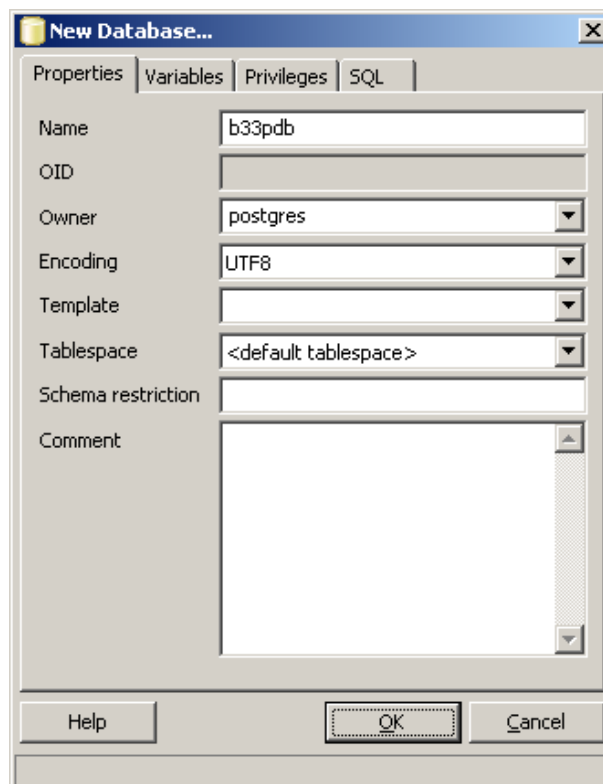 New Database...
Properties Variables Privileges SQL
Name b33pdb
OID
Owner postgres
Encoding UTF8
Template
Tablespace <default tablespace>
Schema restriction
Comment
Help OK Cancel